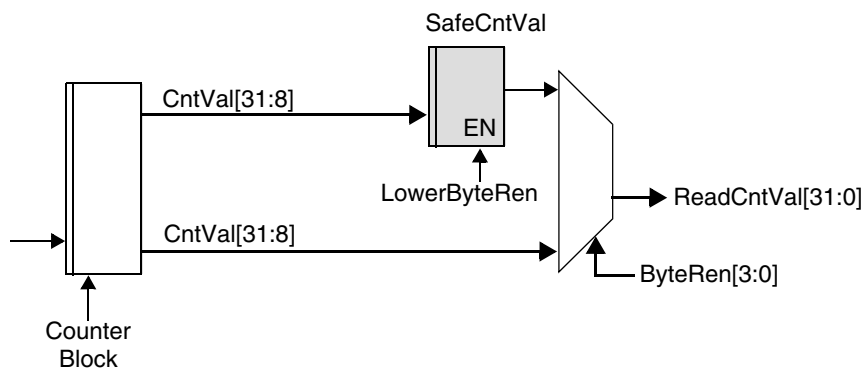 SafeCntVal
CntVal[31:8]
EN
LowerByteRen
ReadCntVal[31:0]
CntVal[31:8]
ByteRen[3:0]
Counter
Block